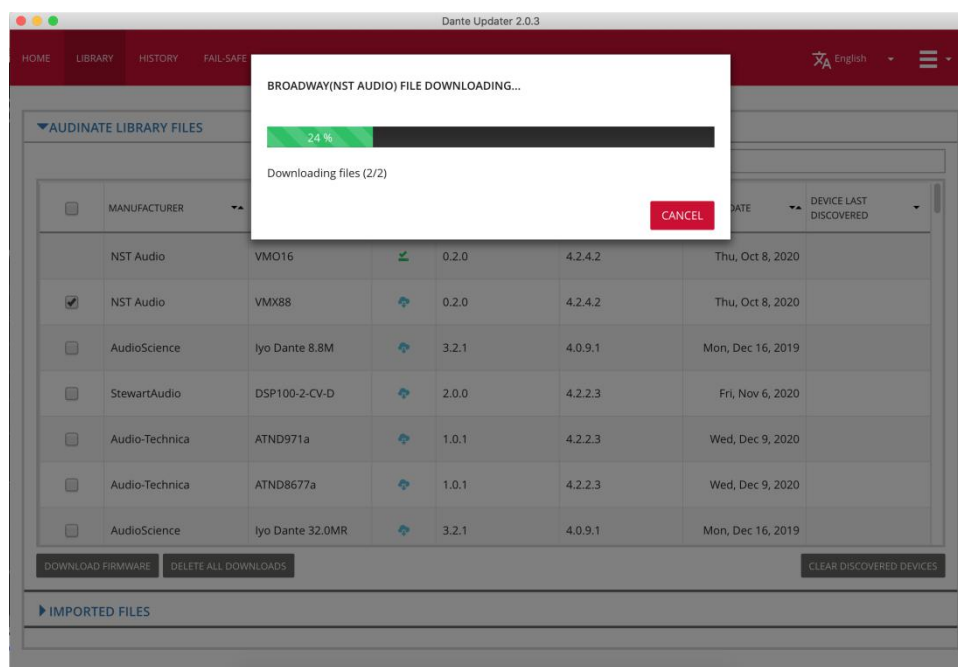 Dante Updater 2.0.3
HOME LIBRARY HISTORY FAIL-SAFE English
BROADWAY(NST AUDIO) FILE DOWNLOADING...
24 %
Downloading files (2/2)
CANCEL
AUDINATE LIBRARY FILES
MANUFACTURER DATE DEVICE LAST DISCOVERED
NST Audio VMO16 0.2.0 4.2.4.2 Thu, Oct 8, 2020
NST Audio VMX88 0.2.0 4.2.4.2 Thu, Oct 8, 2020
AudioScience Iyo Dante 8.8M 3.2.1 4.0.9.1 Mon, Dec 16, 2019
StewartAudio DSP100-2-CV-D 2.0.0 4.2.2.3 Fri, Nov 6, 2020
Audio-Technica ATND971a 1.0.1 4.2.2.3 Wed, Dec 9, 2020
Audio-Technica ATND8677a 1.0.1 4.2.2.3 Wed, Dec 9, 2020
AudioScience Iyo Dante 32.0MR 3.2.1 4.0.9.1 Mon, Dec 16, 2019
DOWNLOAD FIRMWARE DELETE ALL DOWNLOADS CLEAR DISCOVERED DEVICES
IMPORTED FILES